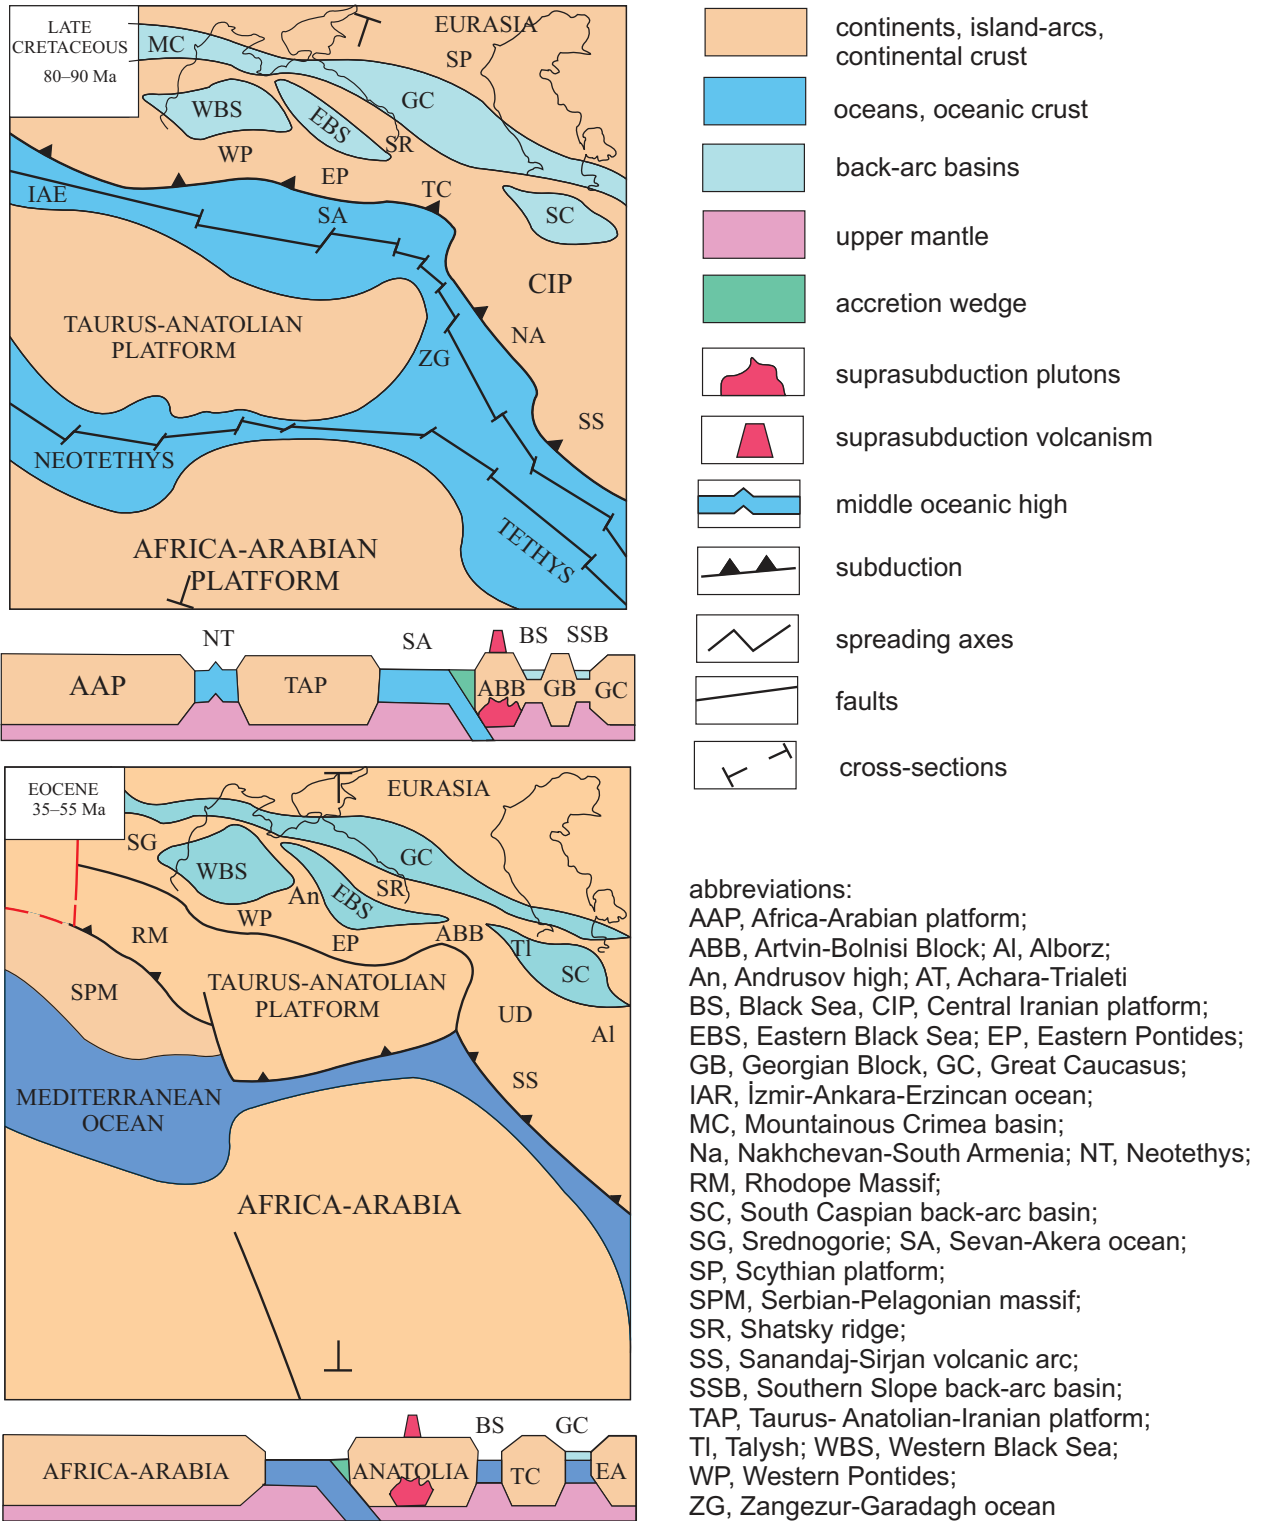 LATE
CRETACEOUS
80–90 Ma
MC
EURASIA
SP
WBS
EBS
GC
SR
WP
EP
TC
IAE
SA
SC
CIP
TAURUS-ANATOLIAN
PLATFORM
NA
ZG
SS
NEOTETHYS
TETHYS
AFRICA-ARABIAN
PLATFORM
NT
SA
BS
SSB
AAP
TAP
ABB
GB
GC
EOCENE
35–55 Ma
EURASIA
SG
WBS
GC
An
EBS
SR
WP
RM
EP
ABB
Tl
SC
SPM
TAURUS-ANATOLIAN
PLATFORM
UD
Al
SS
MEDITERRANEAN
OCEAN
AFRICA-ARABIA
BS
GC
AFRICA-ARABIA
ANATOLIA
TC
EA
continents, island-arcs,
continental crust
oceans, oceanic crust
back-arc basins
upper mantle
accretion wedge
suprasubduction plutons
suprasubduction volcanism
middle oceanic high
subduction
spreading axes
faults
cross-sections
abbreviations:
AAP, Africa-Arabian platform;
ABB, Artvin-Bolnisi Block; Al, Alborz;
An, Andrusov high; AT, Achara-Trialeti
BS, Black Sea, CIP, Central Iranian platform;
EBS, Eastern Black Sea; EP, Eastern Pontides;
GB, Georgian Block, GC, Great Caucasus;
IAR, İzmir-Ankara-Erzincan ocean;
MC, Mountainous Crimea basin;
Na, Nakhchevan-South Armenia; NT, Neotethys;
RM, Rhodope Massif;
SC, South Caspian back-arc basin;
SG, Srednogorie; SA, Sevan-Akera ocean;
SP, Scythian platform;
SPM, Serbian-Pelagonian massif;
SR, Shatsky ridge;
SS, Sanandaj-Sirjan volcanic arc;
SSB, Southern Slope back-arc basin;
TAP, Taurus- Anatolian-Iranian platform;
Tl, Talysh; WBS, Western Black Sea;
WP, Western Pontides;
ZG, Zangezur-Garadagh ocean